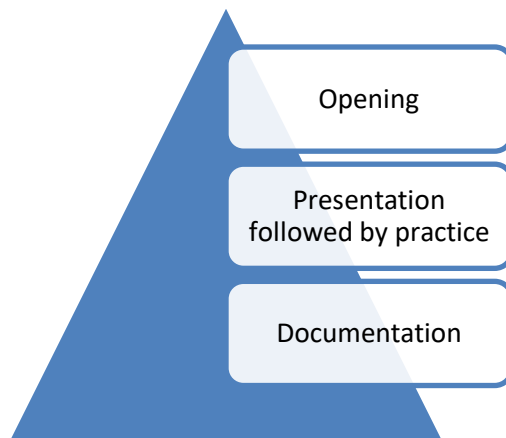 Opening
Presentation
followed by practice
Documentation